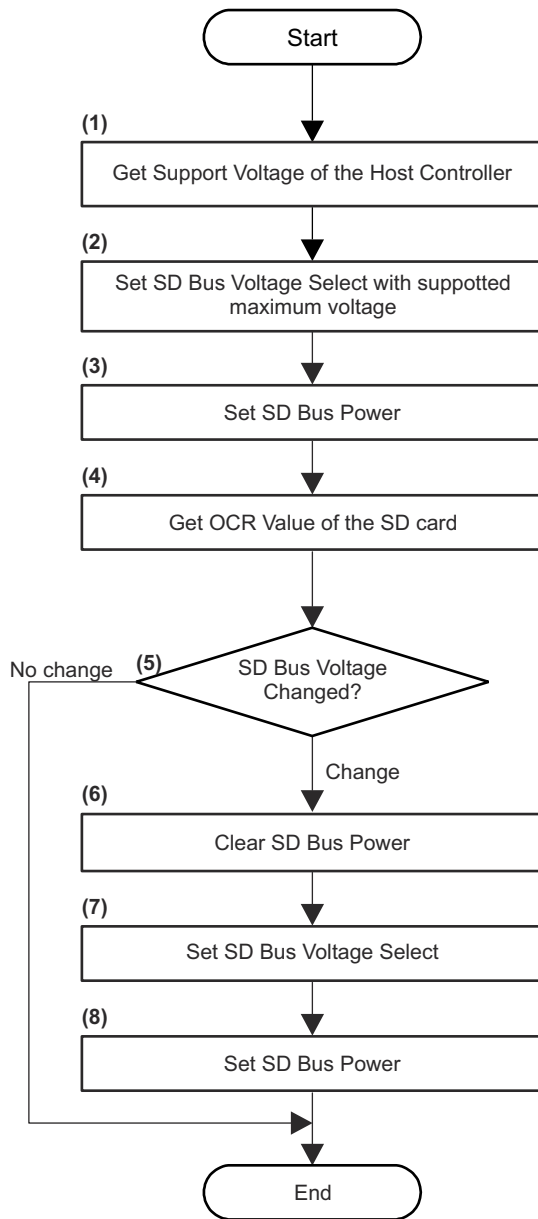 Start
(1)
Get Support Voltage of the Host Controller
(2)
Set SD Bus Voltage Select with suppotted
maximum voltage
(3)
Set SD Bus Power
(4)
Get OCR Value of the SD card
No change
(5)
SD Bus Voltage
Changed?
Change
(6)
Clear SD Bus Power
(7)
Set SD Bus Voltage Select
(8)
Set SD Bus Power
End